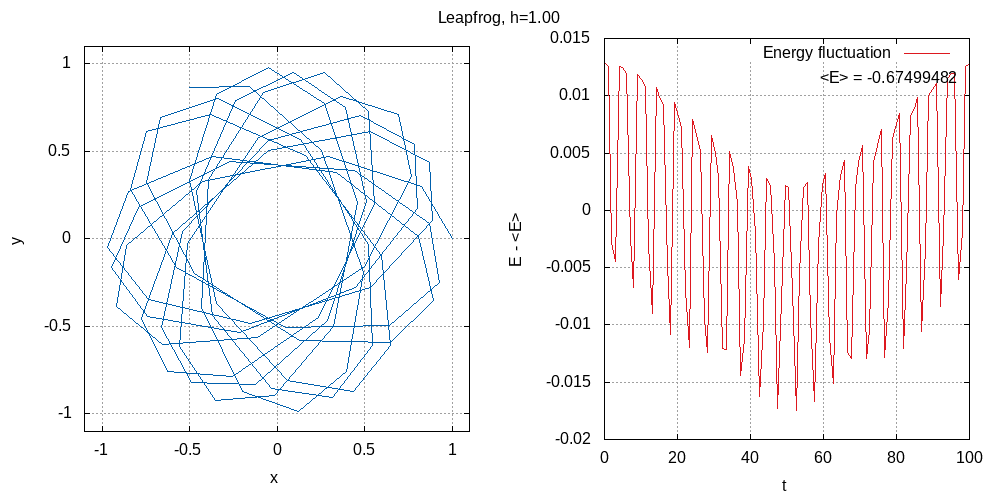 Leapfrog, h=1.00
1
0.5
0
-0.5
-1
-1 -0.5 0 0.5 1
x
y
0.015
0.01
0.005
0
-0.005
-0.01
-0.015
-0.02
0 20 40 60 80 100
t
E - <E>
Energy fluctuation
<E> = -0.67499482